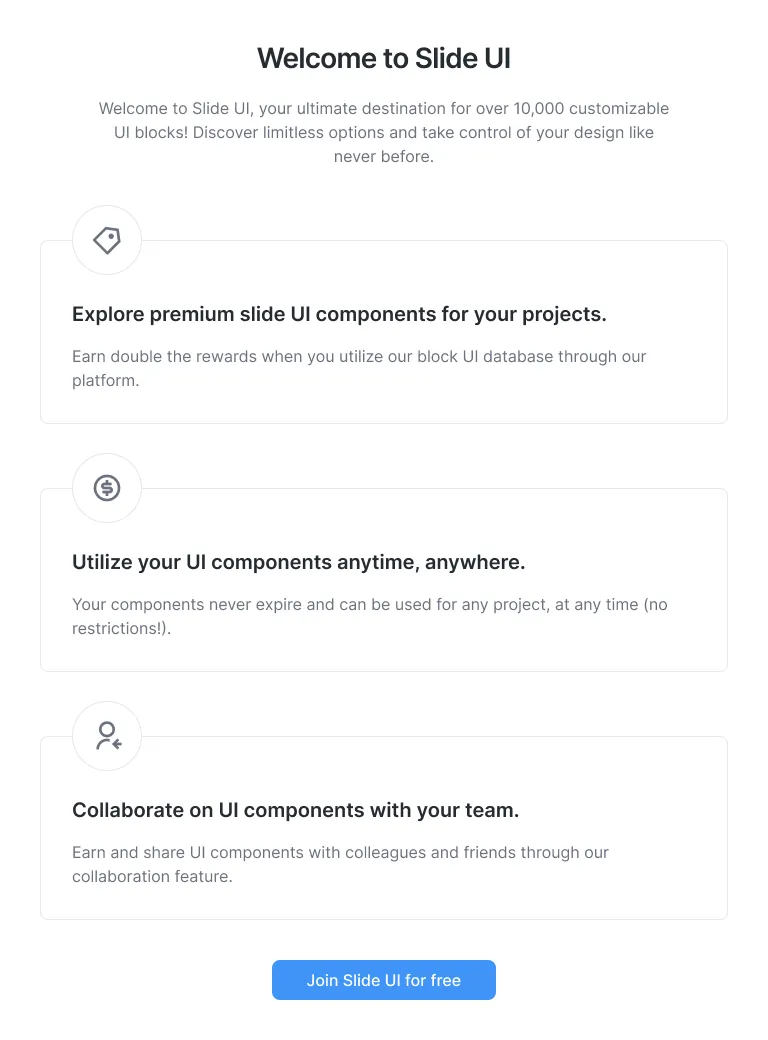 Welcome to Slide UI
Welcome to Slide UI, your ultimate destination for over 10,000 customizable
UI blocks! Discover limitless options and take control of your design like
never before.
Explore premium slide UI components for your projects.
Earn double the rewards when you utilize our block UI database through our
platform.
Utilize your UI components anytime, anywhere.
Your components never expire and can be used for any project, at any time (no
restrictions!).
Collaborate on UI components with your team.
Earn and share UI components with colleagues and friends through our
collaboration feature.
Join Slide UI for free